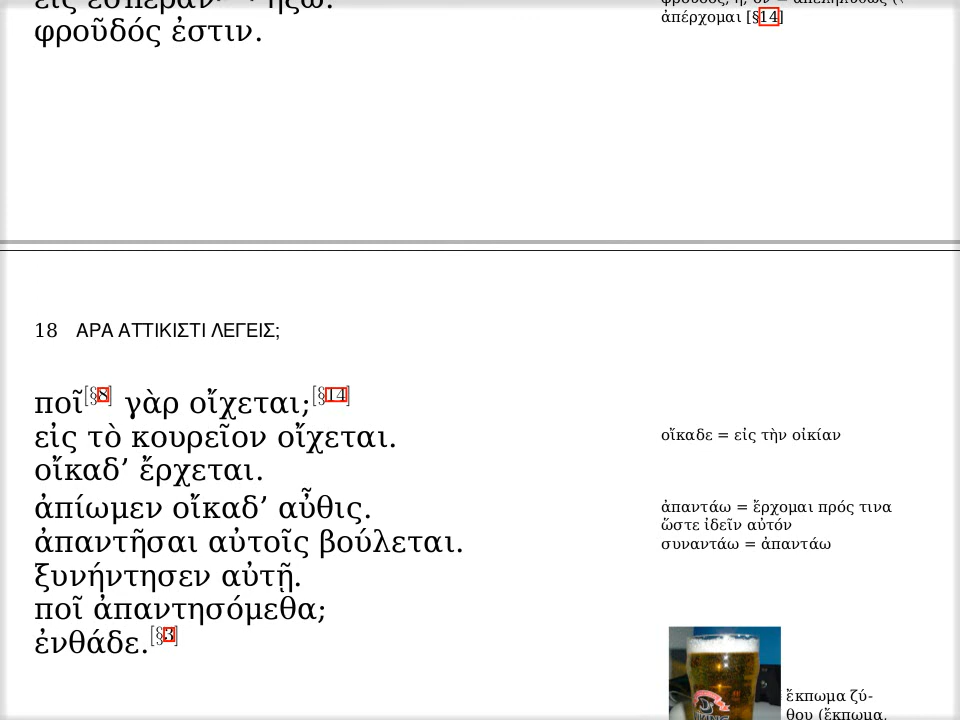 φροῦδός ἐστιν.
ἀπέρχομαι [§14]
18 ΑΡΑ ΑΤΤΙΚΙΣΤΙ ΛΕΓΕΙΣ;
ποῖ[§8] γὰρ οἴχεται;[§14]
εἰς τὸ κουρεῖον οἴχεται.
οἴκαδ’ ἔρχεται.
ἀπίωμεν οἴκαδ’ αὖθις.
ἀπαντῆσαι αὐτοῖς βούλεται.
ξυνήντησεν αὐτῇ.
ποῖ ἀπαντησόμεθα;
ἐνθάδε.[§3]
οἴκαδε = εἰς τὴν οἰκίαν
ἀπαντάω = ἔρχομαι πρός τινα
ὥστε ἰδεῖν αὐτόν
συναντάω = ἀπαντάω
ἔκπωμα ζύ-
θου (ἔκπωμα,